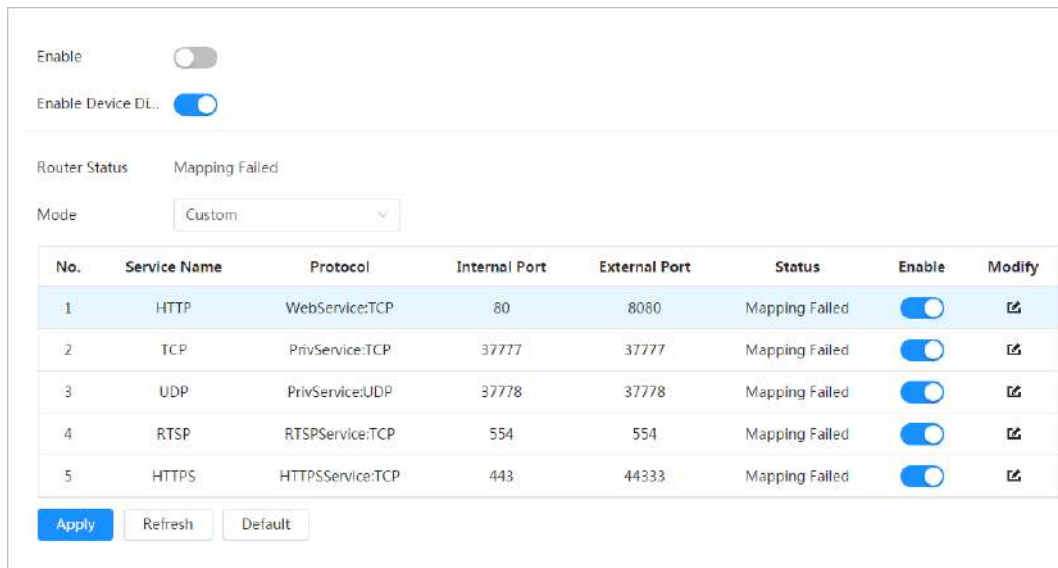 Enable
Enable Device Di...
Router Status Mapping Failed
Mode Custom
No. Service Name Protocol Internal Port External Port Status Enable Modify
1 HTTP WebService:TCP 80 8080 Mapping Failed
2 TCP PrivService:TCP 37777 37777 Mapping Failed
3 UDP PrivService:UDP 37778 37778 Mapping Failed
4 RTSP RTSPService:TCP 554 554 Mapping Failed
5 HTTPS HTTPSService:TCP 443 44333 Mapping Failed
Apply Refresh Default